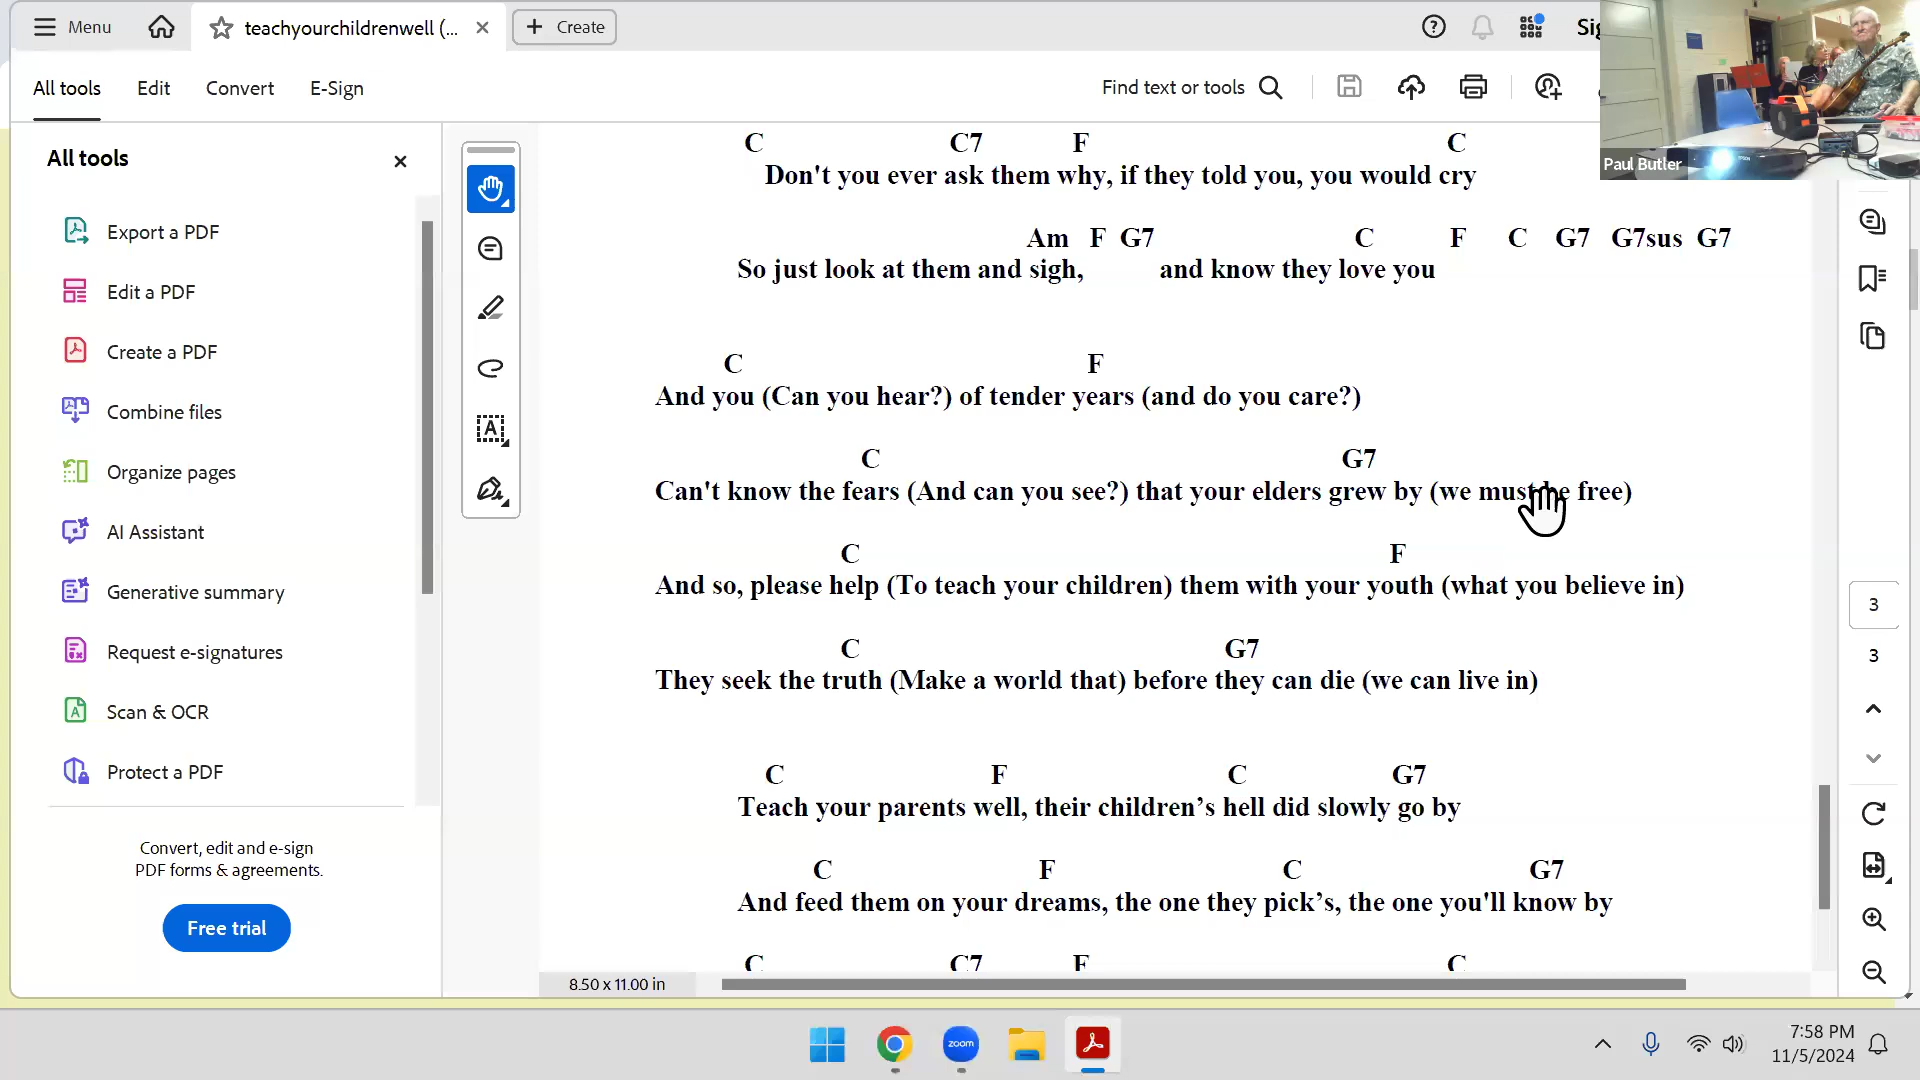 Menu
teachyourchildrenwell (...
Create
All tools
Edit
Convert
E-Sign
Find text or tools
Paul Butler
All tools
Export a PDF
Edit a PDF
Create a PDF
Combine files
Organize pages
AI Assistant
Generative summary
Request e-signatures
Scan & OCR
Protect a PDF
Convert, edit and e-sign
PDF forms & agreements.
Free trial
C C7 F C
Don't you ever ask them why, if they told you, you would cry
Am F G7 C F C G7 G7sus G7
So just look at them and sigh, and know they love you
C F
And you (Can you hear?) of tender years (and do you care?)
C G7
Can't know the fears (And can you see?) that your elders grew by (we must be free)
C F
And so, please help (To teach your children) them with your youth (what you believe in)
C G7
They seek the truth (Make a world that) before they can die (we can live in)
C F C G7
Teach your parents well, their children’s hell did slowly go by
C F C G7
And feed them on your dreams, the one they pick’s, the one you'll know by
C C7 F C
8.50 x 11.00 in
3
3
zoom
7:58 PM
11/5/2024